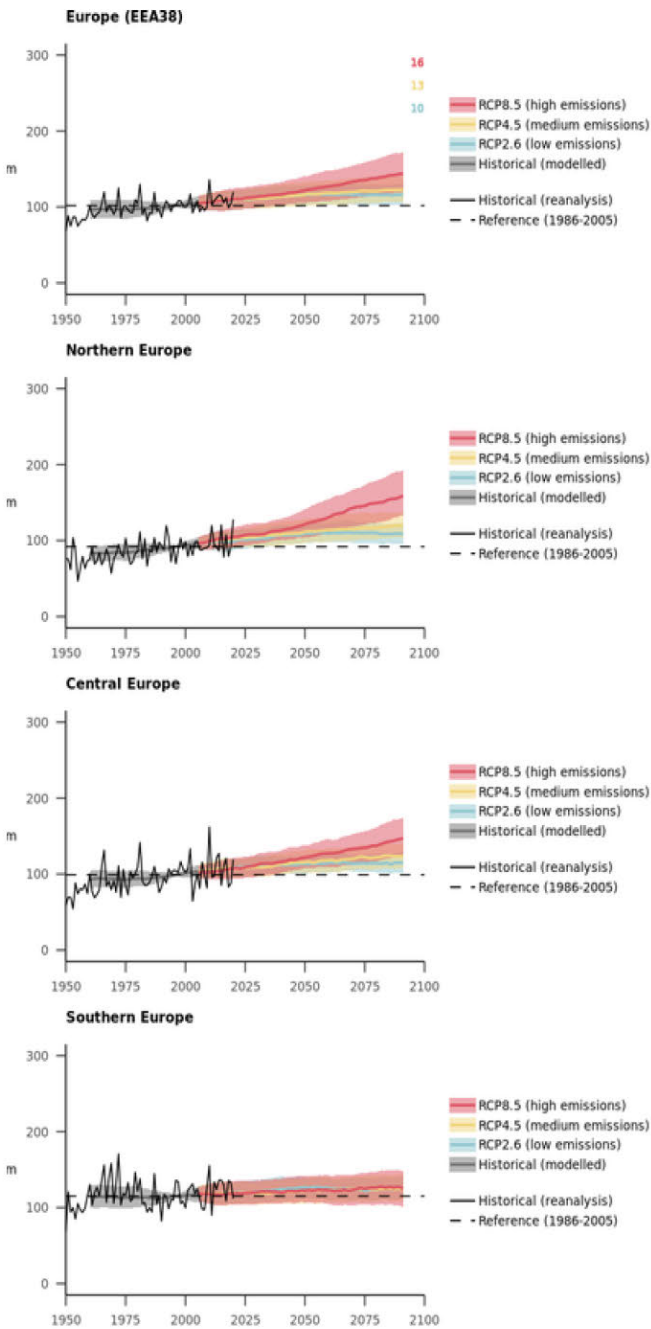 Europe (EEA38)
300
200
m
100
0
1950 1975 2000 2025 2050 2075 2100
16
13
10
RCP8.5 (high emissions)
RCP4.5 (medium emissions)
RCP2.6 (low emissions)
Historical (modelled)
Historical (reanalysis)
Reference (1986-2005)
Northern Europe
300
200
m
100
0
1950 1975 2000 2025 2050 2075 2100
RCP8.5 (high emissions)
RCP4.5 (medium emissions)
RCP2.6 (low emissions)
Historical (modelled)
Historical (reanalysis)
Reference (1986-2005)
Central Europe
300
200
m
100
0
1950 1975 2000 2025 2050 2075 2100
RCP8.5 (high emissions)
RCP4.5 (medium emissions)
RCP2.6 (low emissions)
Historical (modelled)
Historical (reanalysis)
Reference (1986-2005)
Southern Europe
300
200
m
100
0
1950 1975 2000 2025 2050 2075 2100
RCP8.5 (high emissions)
RCP4.5 (medium emissions)
RCP2.6 (low emissions)
Historical (modelled)
Historical (reanalysis)
Reference (1986-2005)